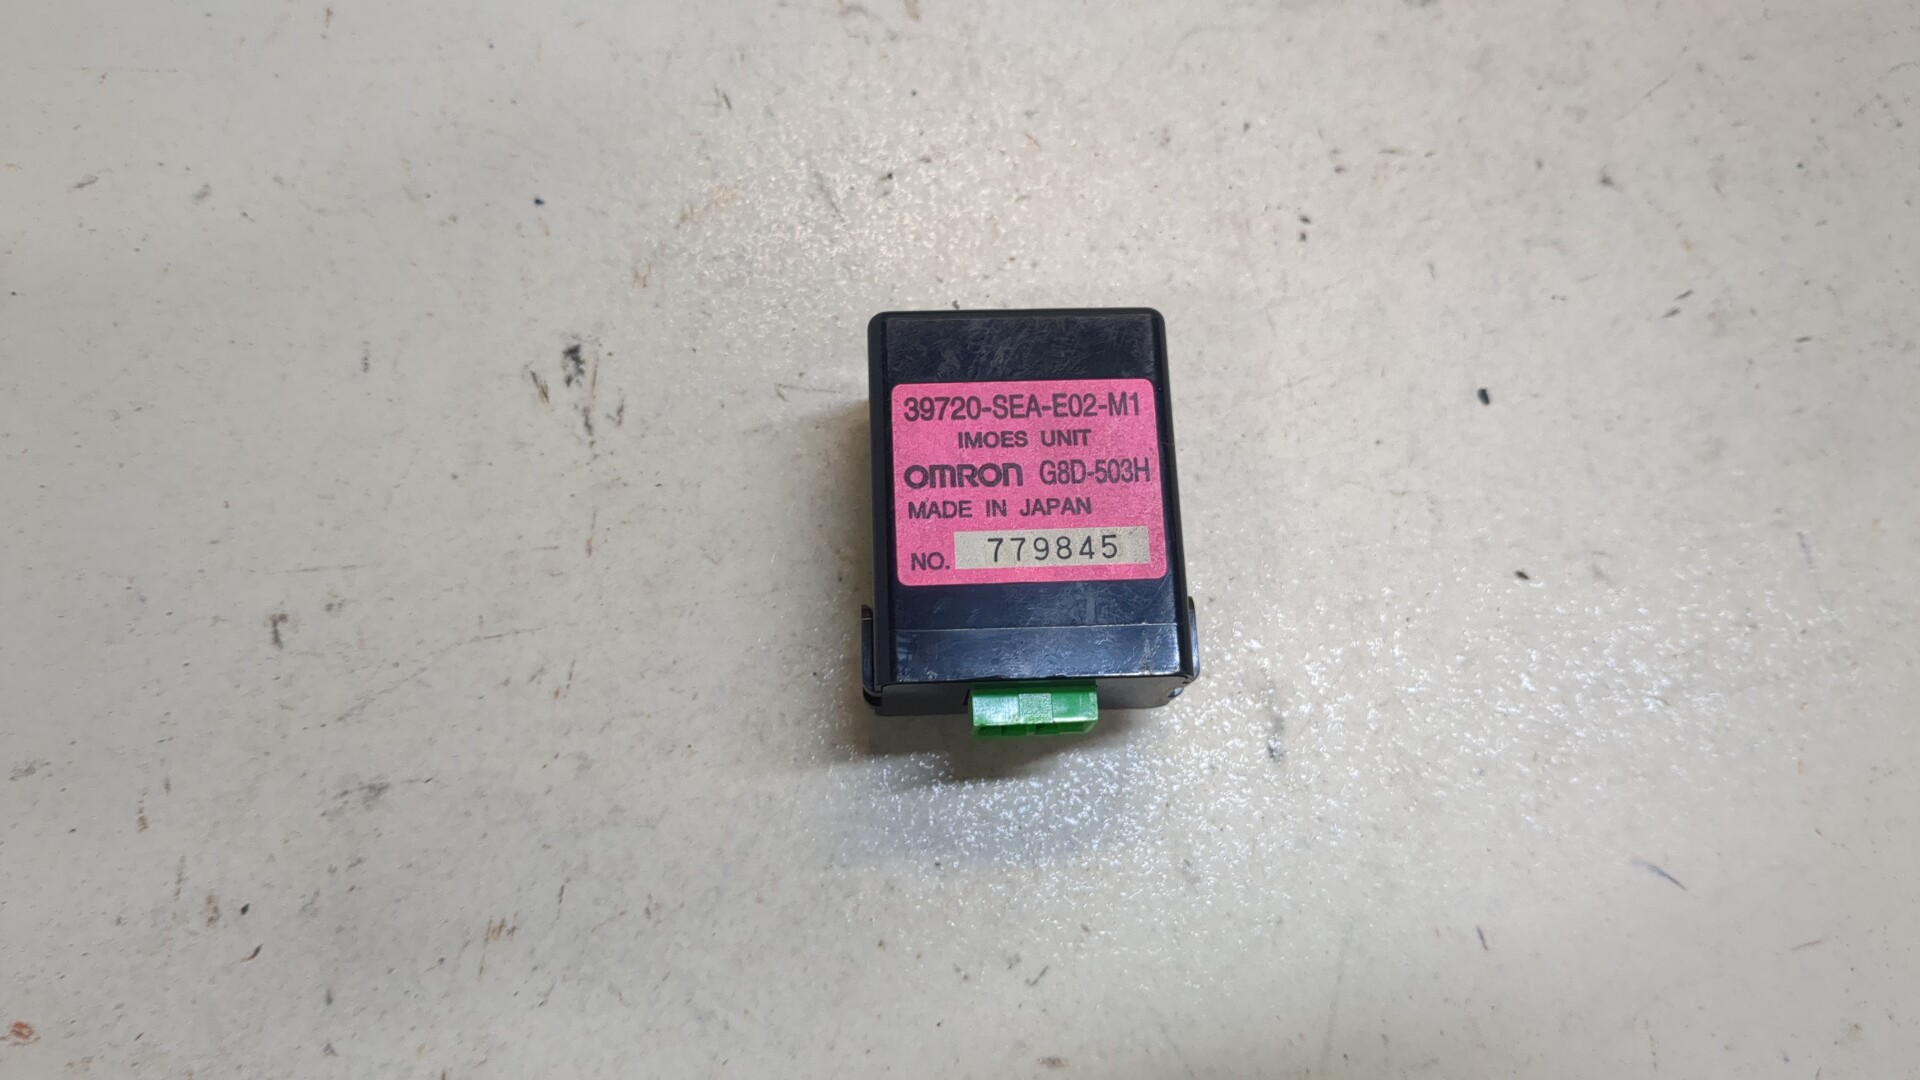 39720-SEA-E02-M1
IMOES UNIT
OMRON G8D-503H
MADE IN JAPAN
NO. 779845